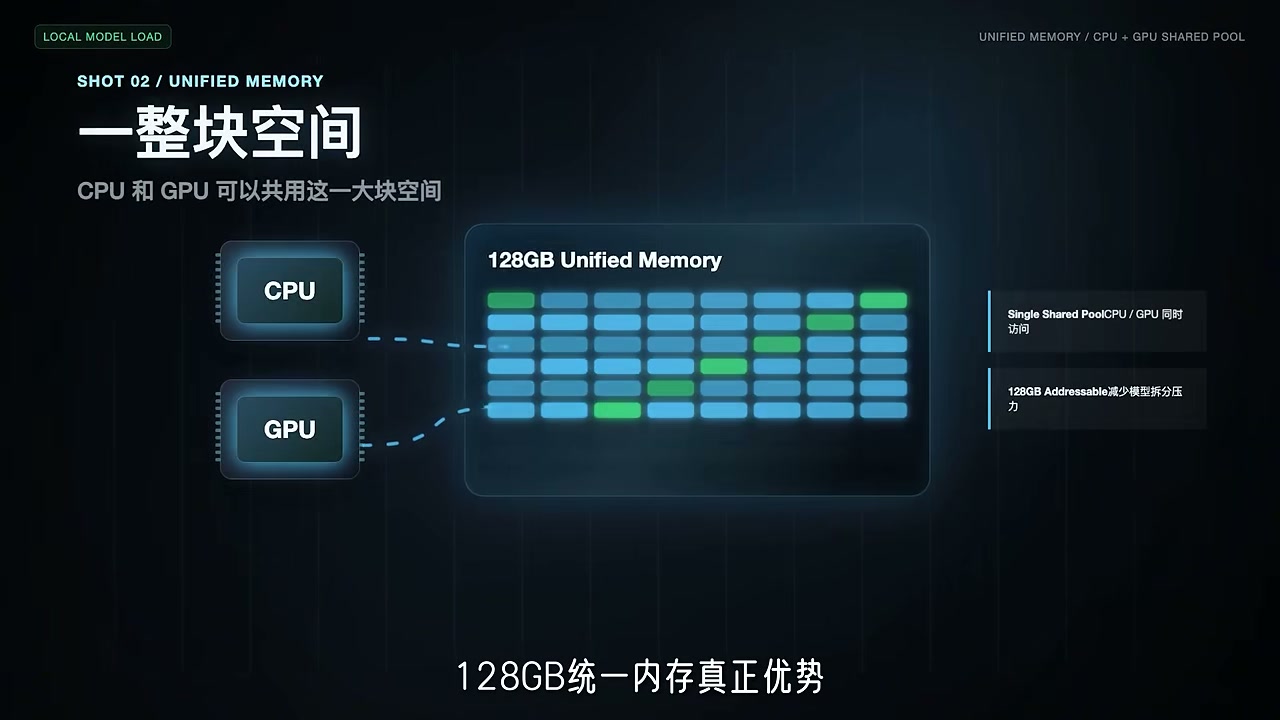 LOCAL MODEL LOAD
UNIFIED MEMORY / CPU + GPU SHARED POOL
SHOT 02 / UNIFIED MEMORY
一整块空间
CPU 和 GPU 可以共用这一大块空间
CPU
GPU
128GB Unified Memory
Single Shared PoolCPU / GPU 同时
访问
128GB Addressable减少模型拆分压
力
128GB统一内存真正优势